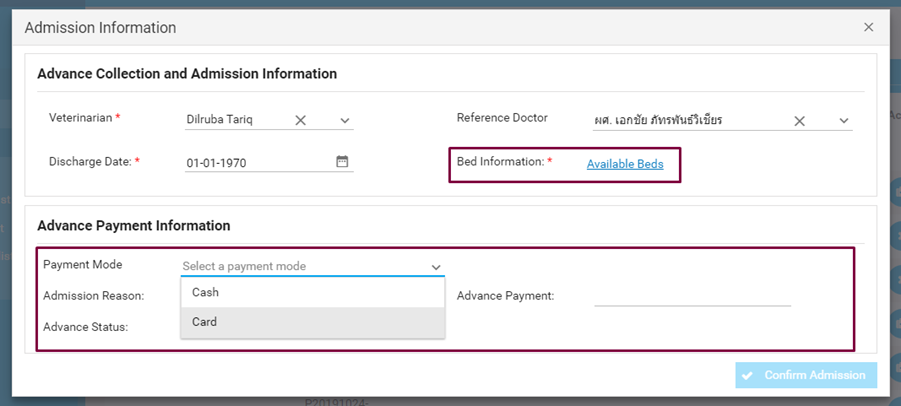 Admission Information
Advance Collection and Admission Information
Veterinarian * Dilruba Tariq Reference Doctor ผศ. เอกชัย ภัทรพันธ์วิเชียร
Discharge Date: * 01-01-1970 Bed Information: * Available Beds
Advance Payment Information
Payment Mode Select a payment mode
Admission Reason: Cash Advance Payment:
Advance Status: Card
Confirm Admission
P20191024-